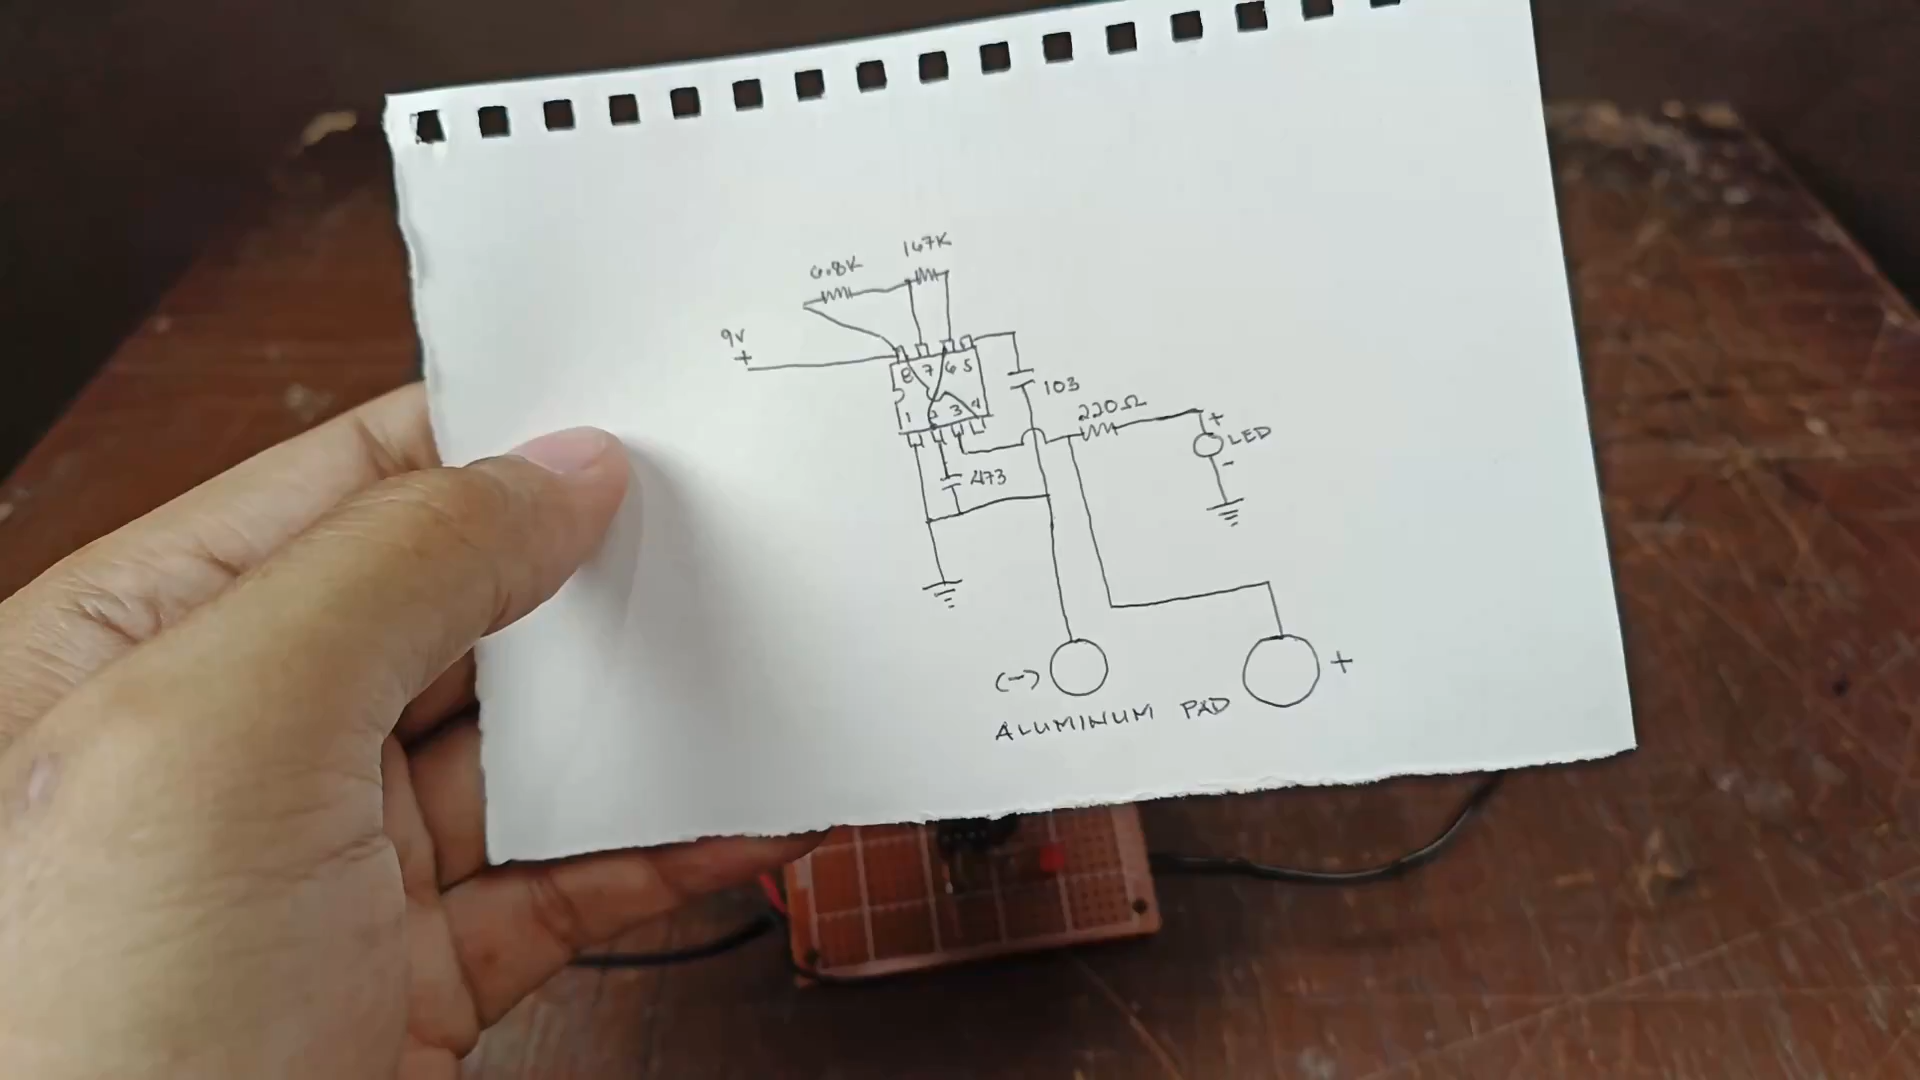 167K
6.8K
9V
+
8 7 6 5
1 2 3 4
103
220Ω
+
LED
-
473
(-)
+
ALUMINUM PAD